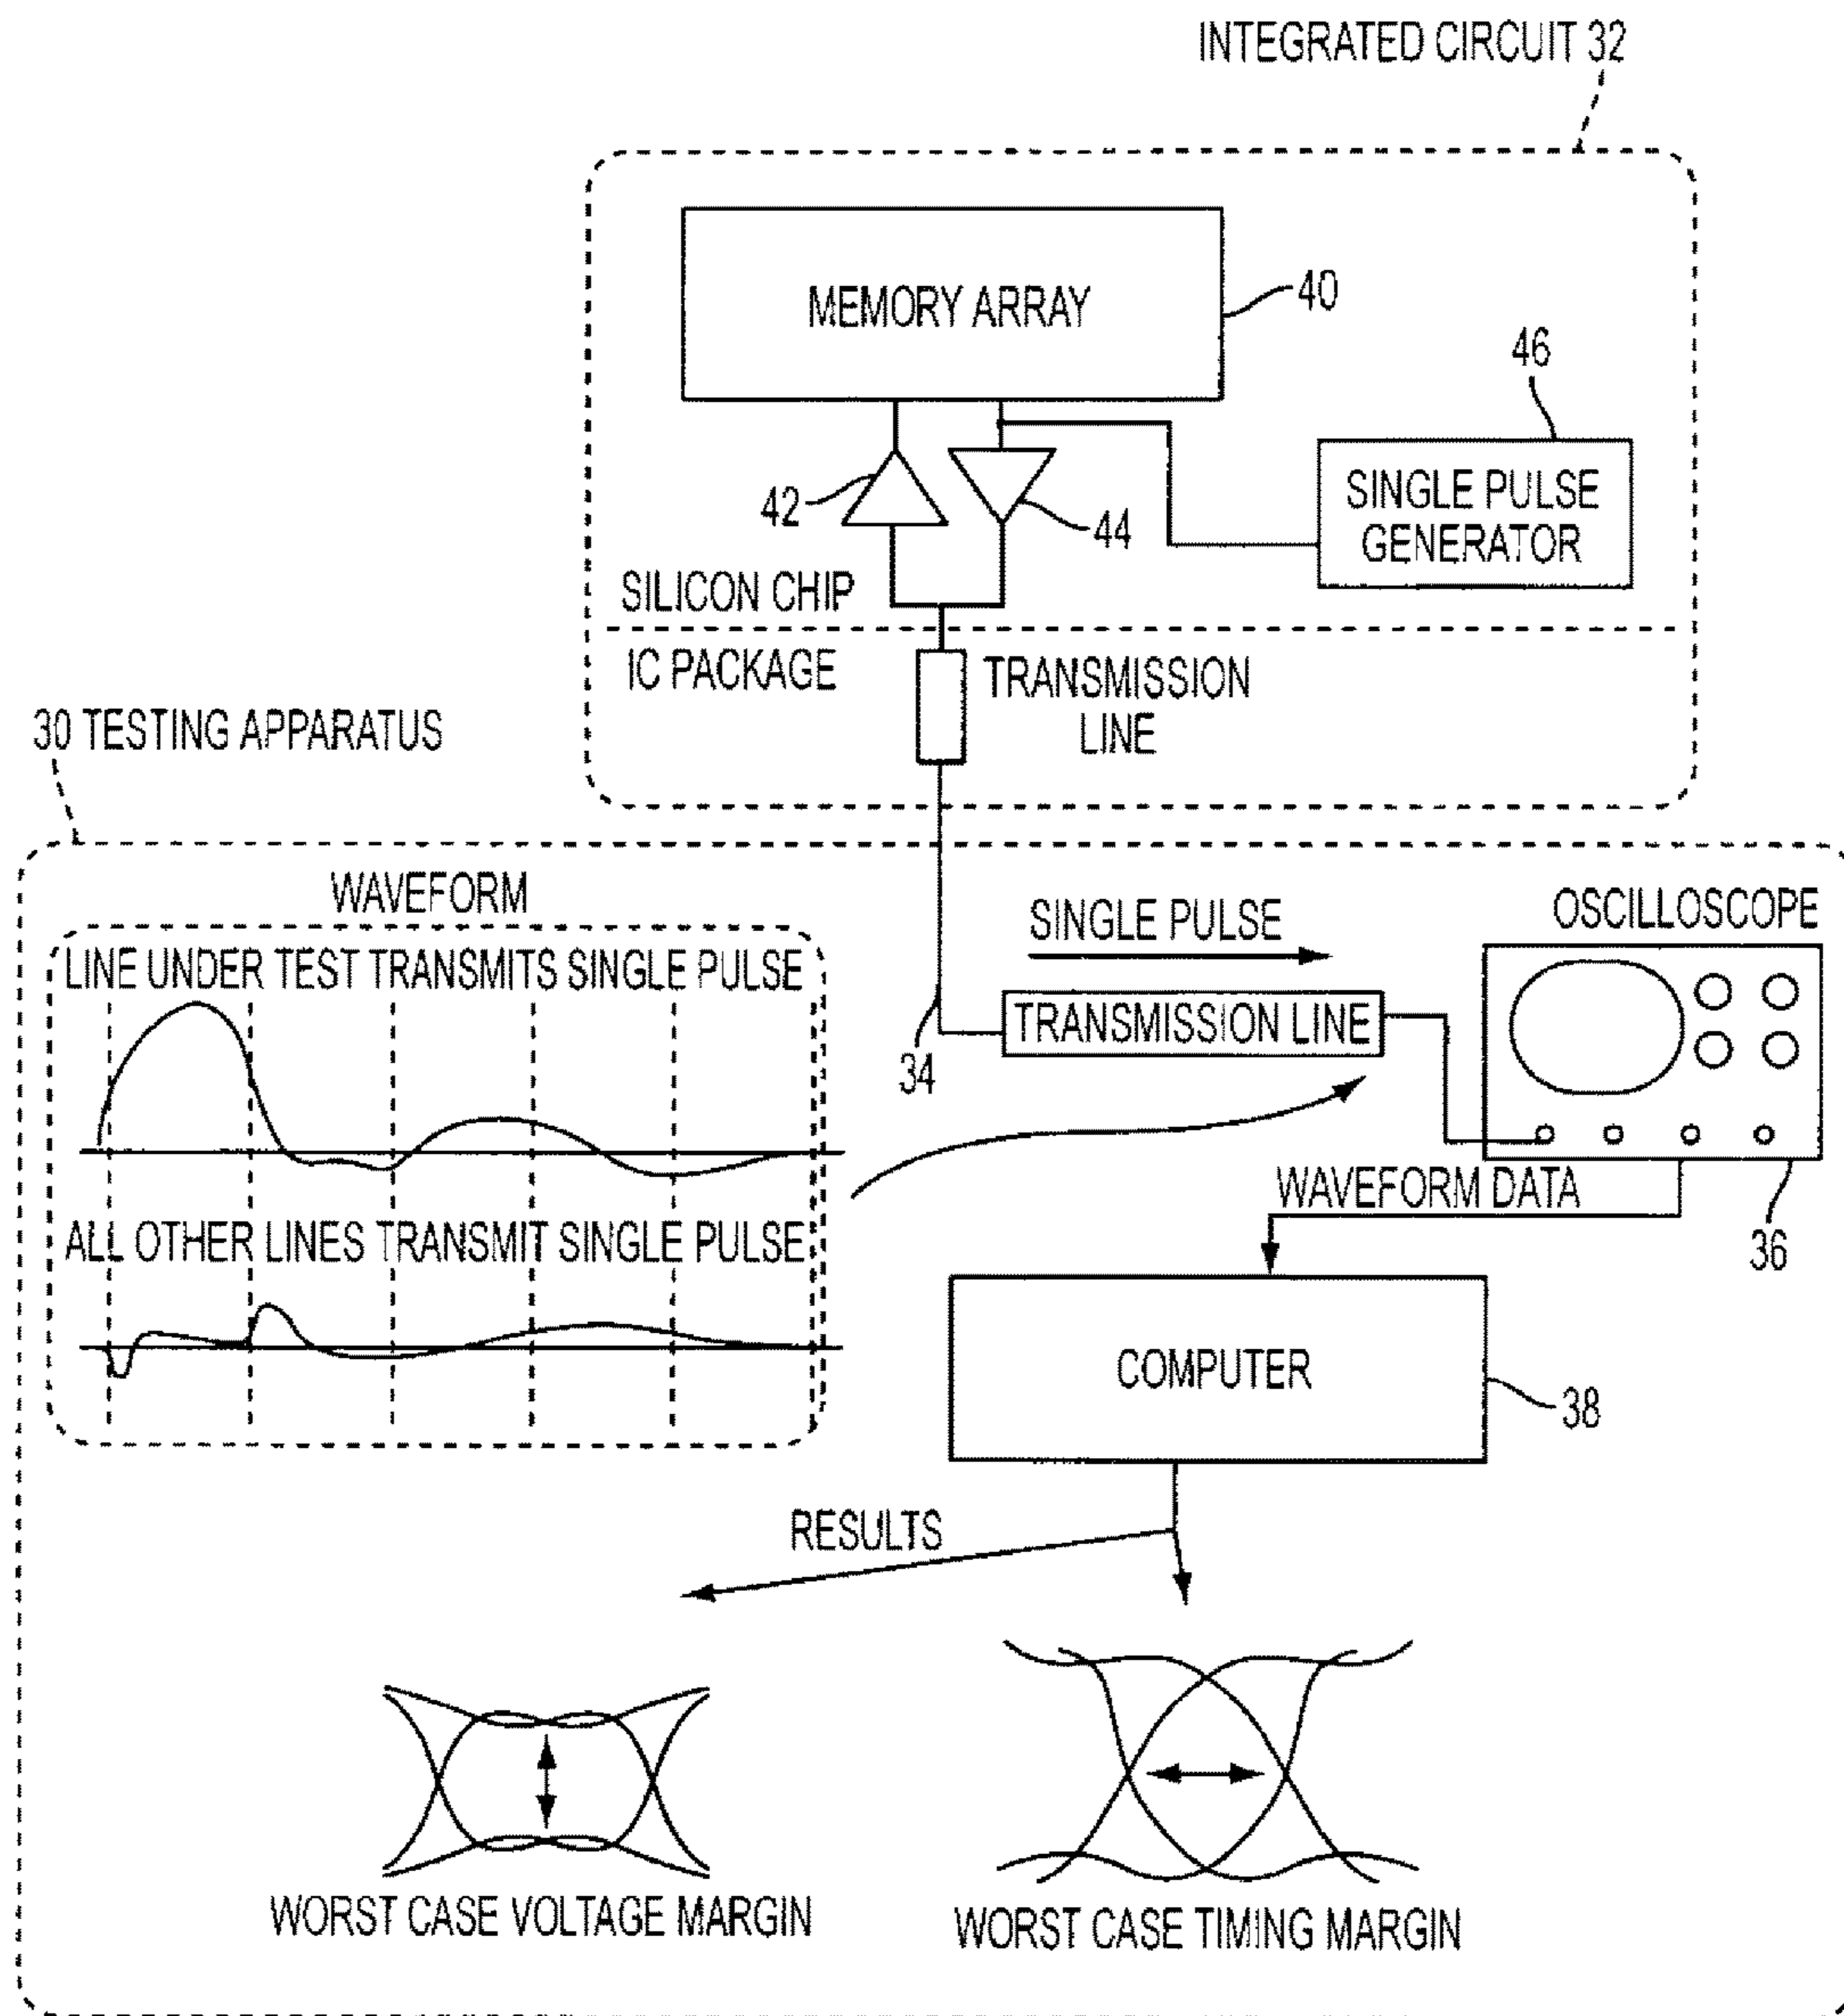 INTEGRATED CIRCUIT 32
MEMORY ARRAY
40
46
SINGLE PULSE
GENERATOR
42
44
SILICON CHIP
IC PACKAGE
TRANSMISSION
LINE
30 TESTING APPARATUS
WAVEFORM
LINE UNDER TEST TRANSMITS SINGLE PULSE
ALL OTHER LINES TRANSMIT SINGLE PULSE
SINGLE PULSE
TRANSMISSION LINE
34
OSCILLOSCOPE
WAVEFORM DATA
36
COMPUTER
38
RESULTS
WORST CASE VOLTAGE MARGIN
WORST CASE TIMING MARGIN